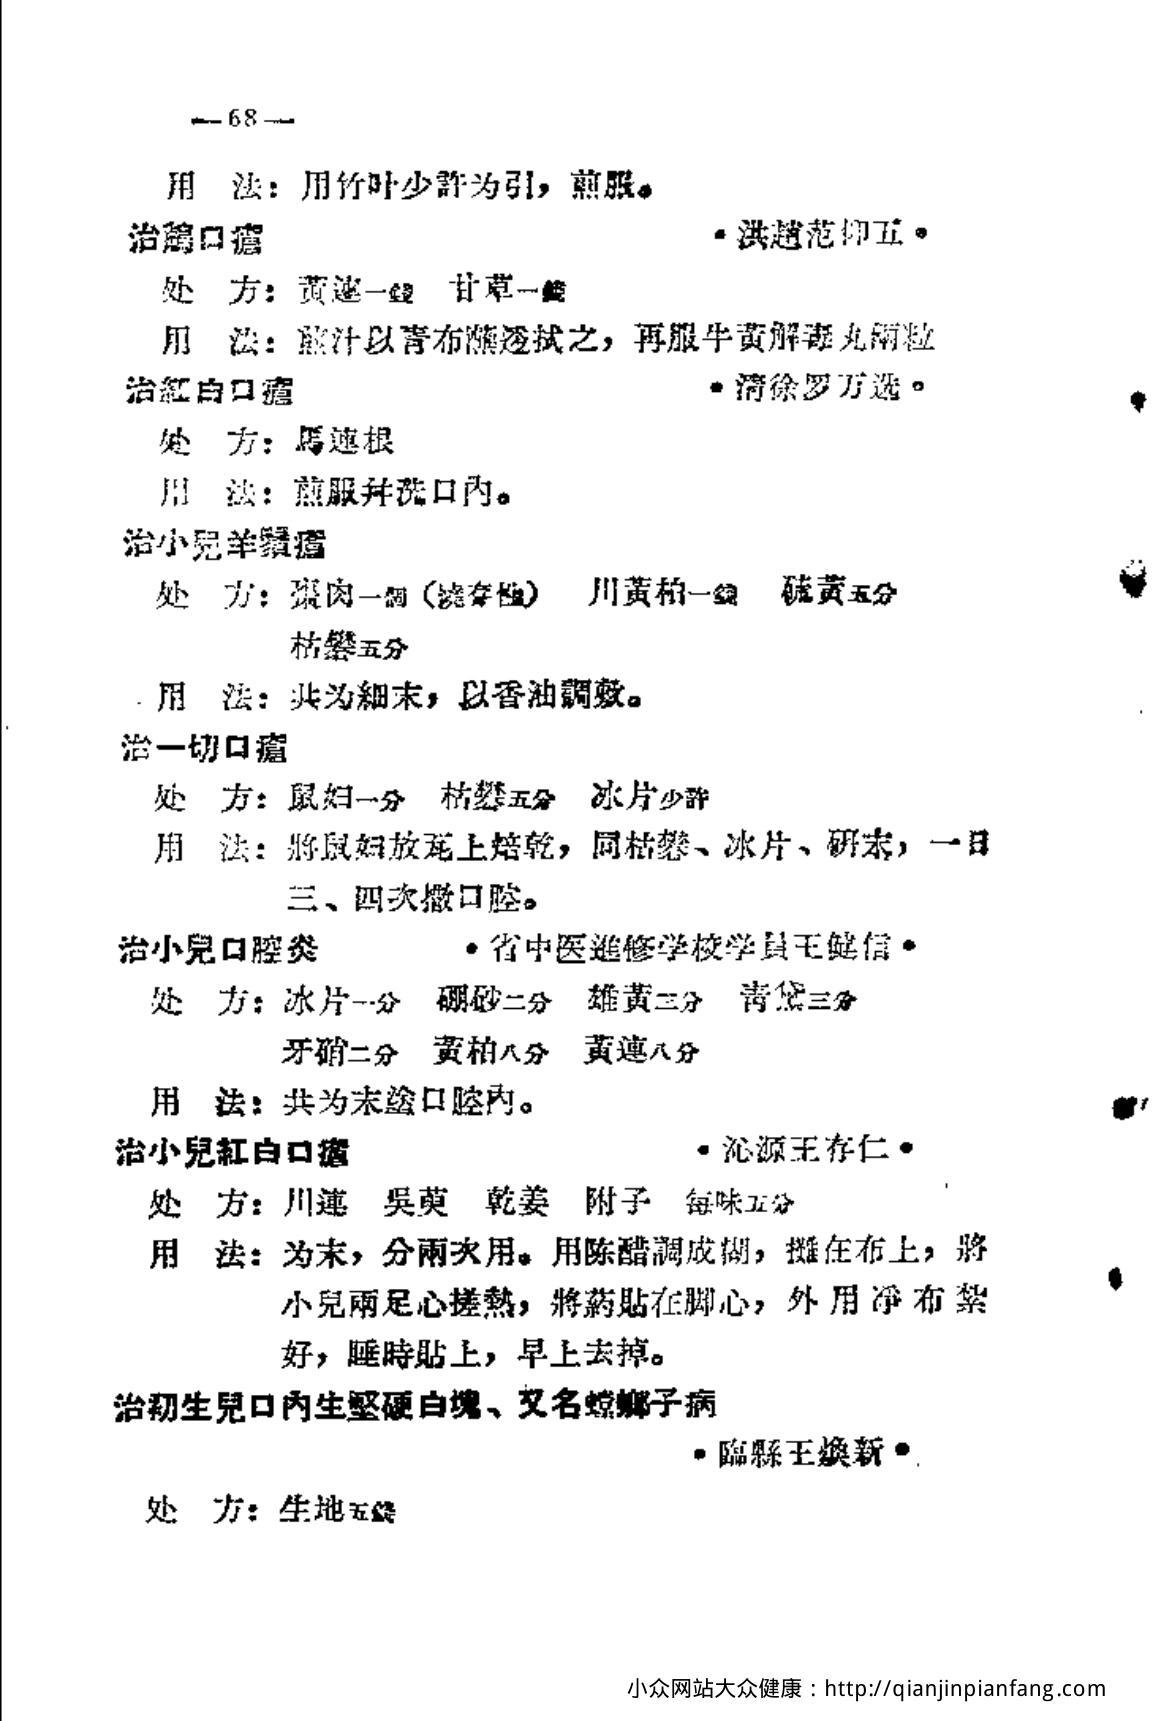 — 68 —
用 法：用竹叶少許为引，煎服。
治鵝口瘡 •洪趙范仰五•
处 方：黄連一錢 甘草一錢
用 法：煎汁以青布蘸透拭之，再服牛黄解毒丸兩粒
治紅白口瘡 •清徐罗万选•
处 方：馬連根
用 法：煎服幷洗口內。
治小兒羊鬚瘡
处 方：棗肉一個（燒存性） 川黃柏一錢 硫黃五分
枯礬五分
用 法：共为細末，以香油調敷。
治一切口瘡
处 方：鼠妇一分 枯礬五分 冰片少許
用 法：將鼠妇放瓦上焙乾，同枯礬、冰片、硏末，一日
三、四次撒口腔。
治小兒口腔炎 •省中医進修学校学員王健信•
处 方：冰片一分 硼砂二分 雄黃三分 青黛三分
牙硝二分 黃柏八分 黃連八分
用 法：共为末塗口腔內。
治小兒紅白口瘡 •沁源王存仁•
处 方：川連 吳萸 乾姜 附子 每味五分
用 法：为末，分兩次用。用陈醋調成糊，攤在布上，將
小兒兩足心搓熱，將葯貼在脚心，外用凈布紮
好，睡時貼上，早上去掉。
治初生兒口內生堅硬白塊、又名螳螂子病
•臨縣王煥新•
处 方：生地五錢
小众网站大众健康：http://qianjinpianfang.com